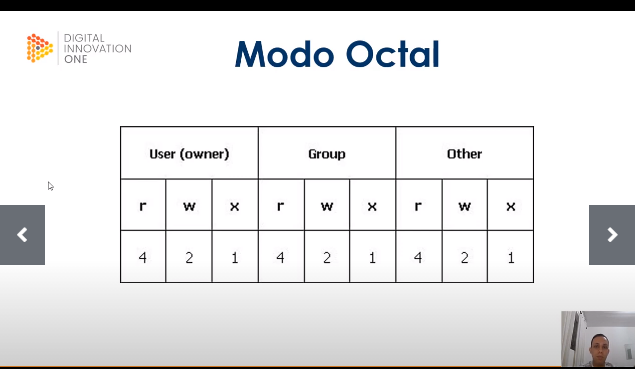 DIGITAL
INNOVATION
ONE
Modo Octal
User (owner) Group Other
r w x r w x r w x
4 2 1 4 2 1 4 2 1